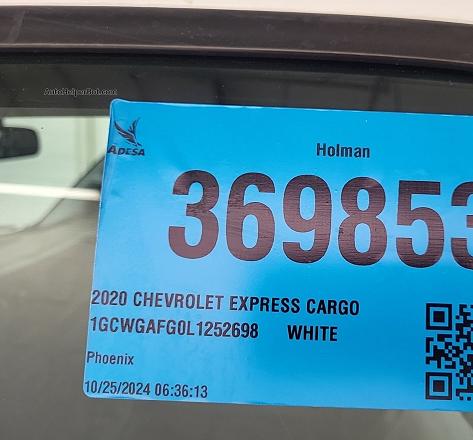 AutoHelperBot.com
ADESA
Holman
369853
2020 CHEVROLET EXPRESS CARGO
1GCWGAFG0L1252698 WHITE
Phoenix
10/25/2024 06:36:13